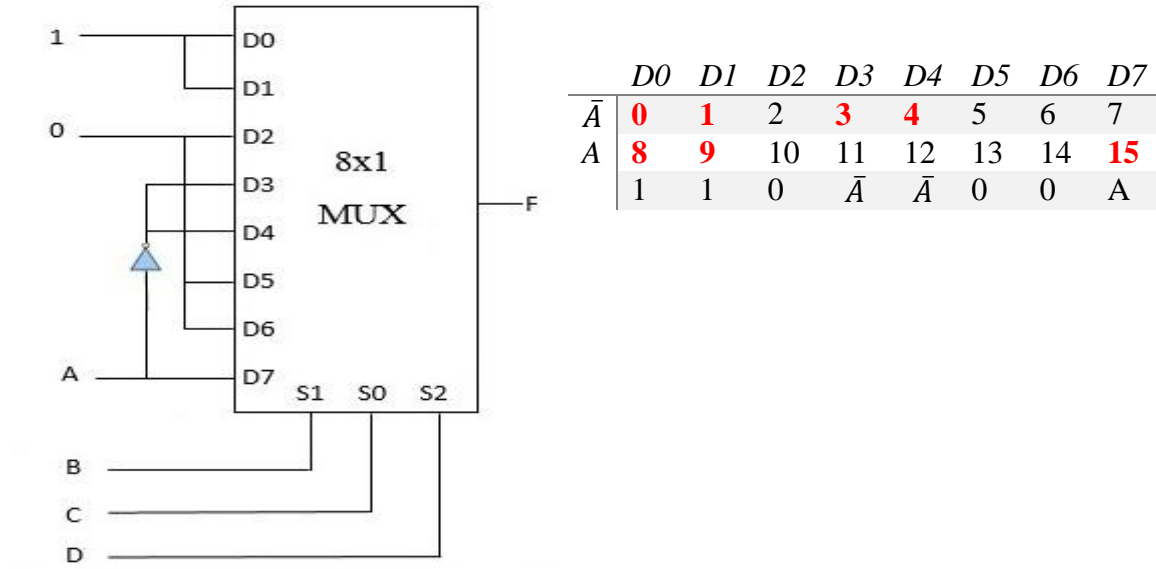 1
0
A
D0
D1
D2
D3
D4
D5
D6
D7
8x1
MUX
S1 S0 S2
F
B
C
D
D0 D1 D2 D3 D4 D5 D6 D7
Ā 0 1 2 3 4 5 6 7
A 8 9 10 11 12 13 14 15
1 1 0 Ā Ā 0 0 A